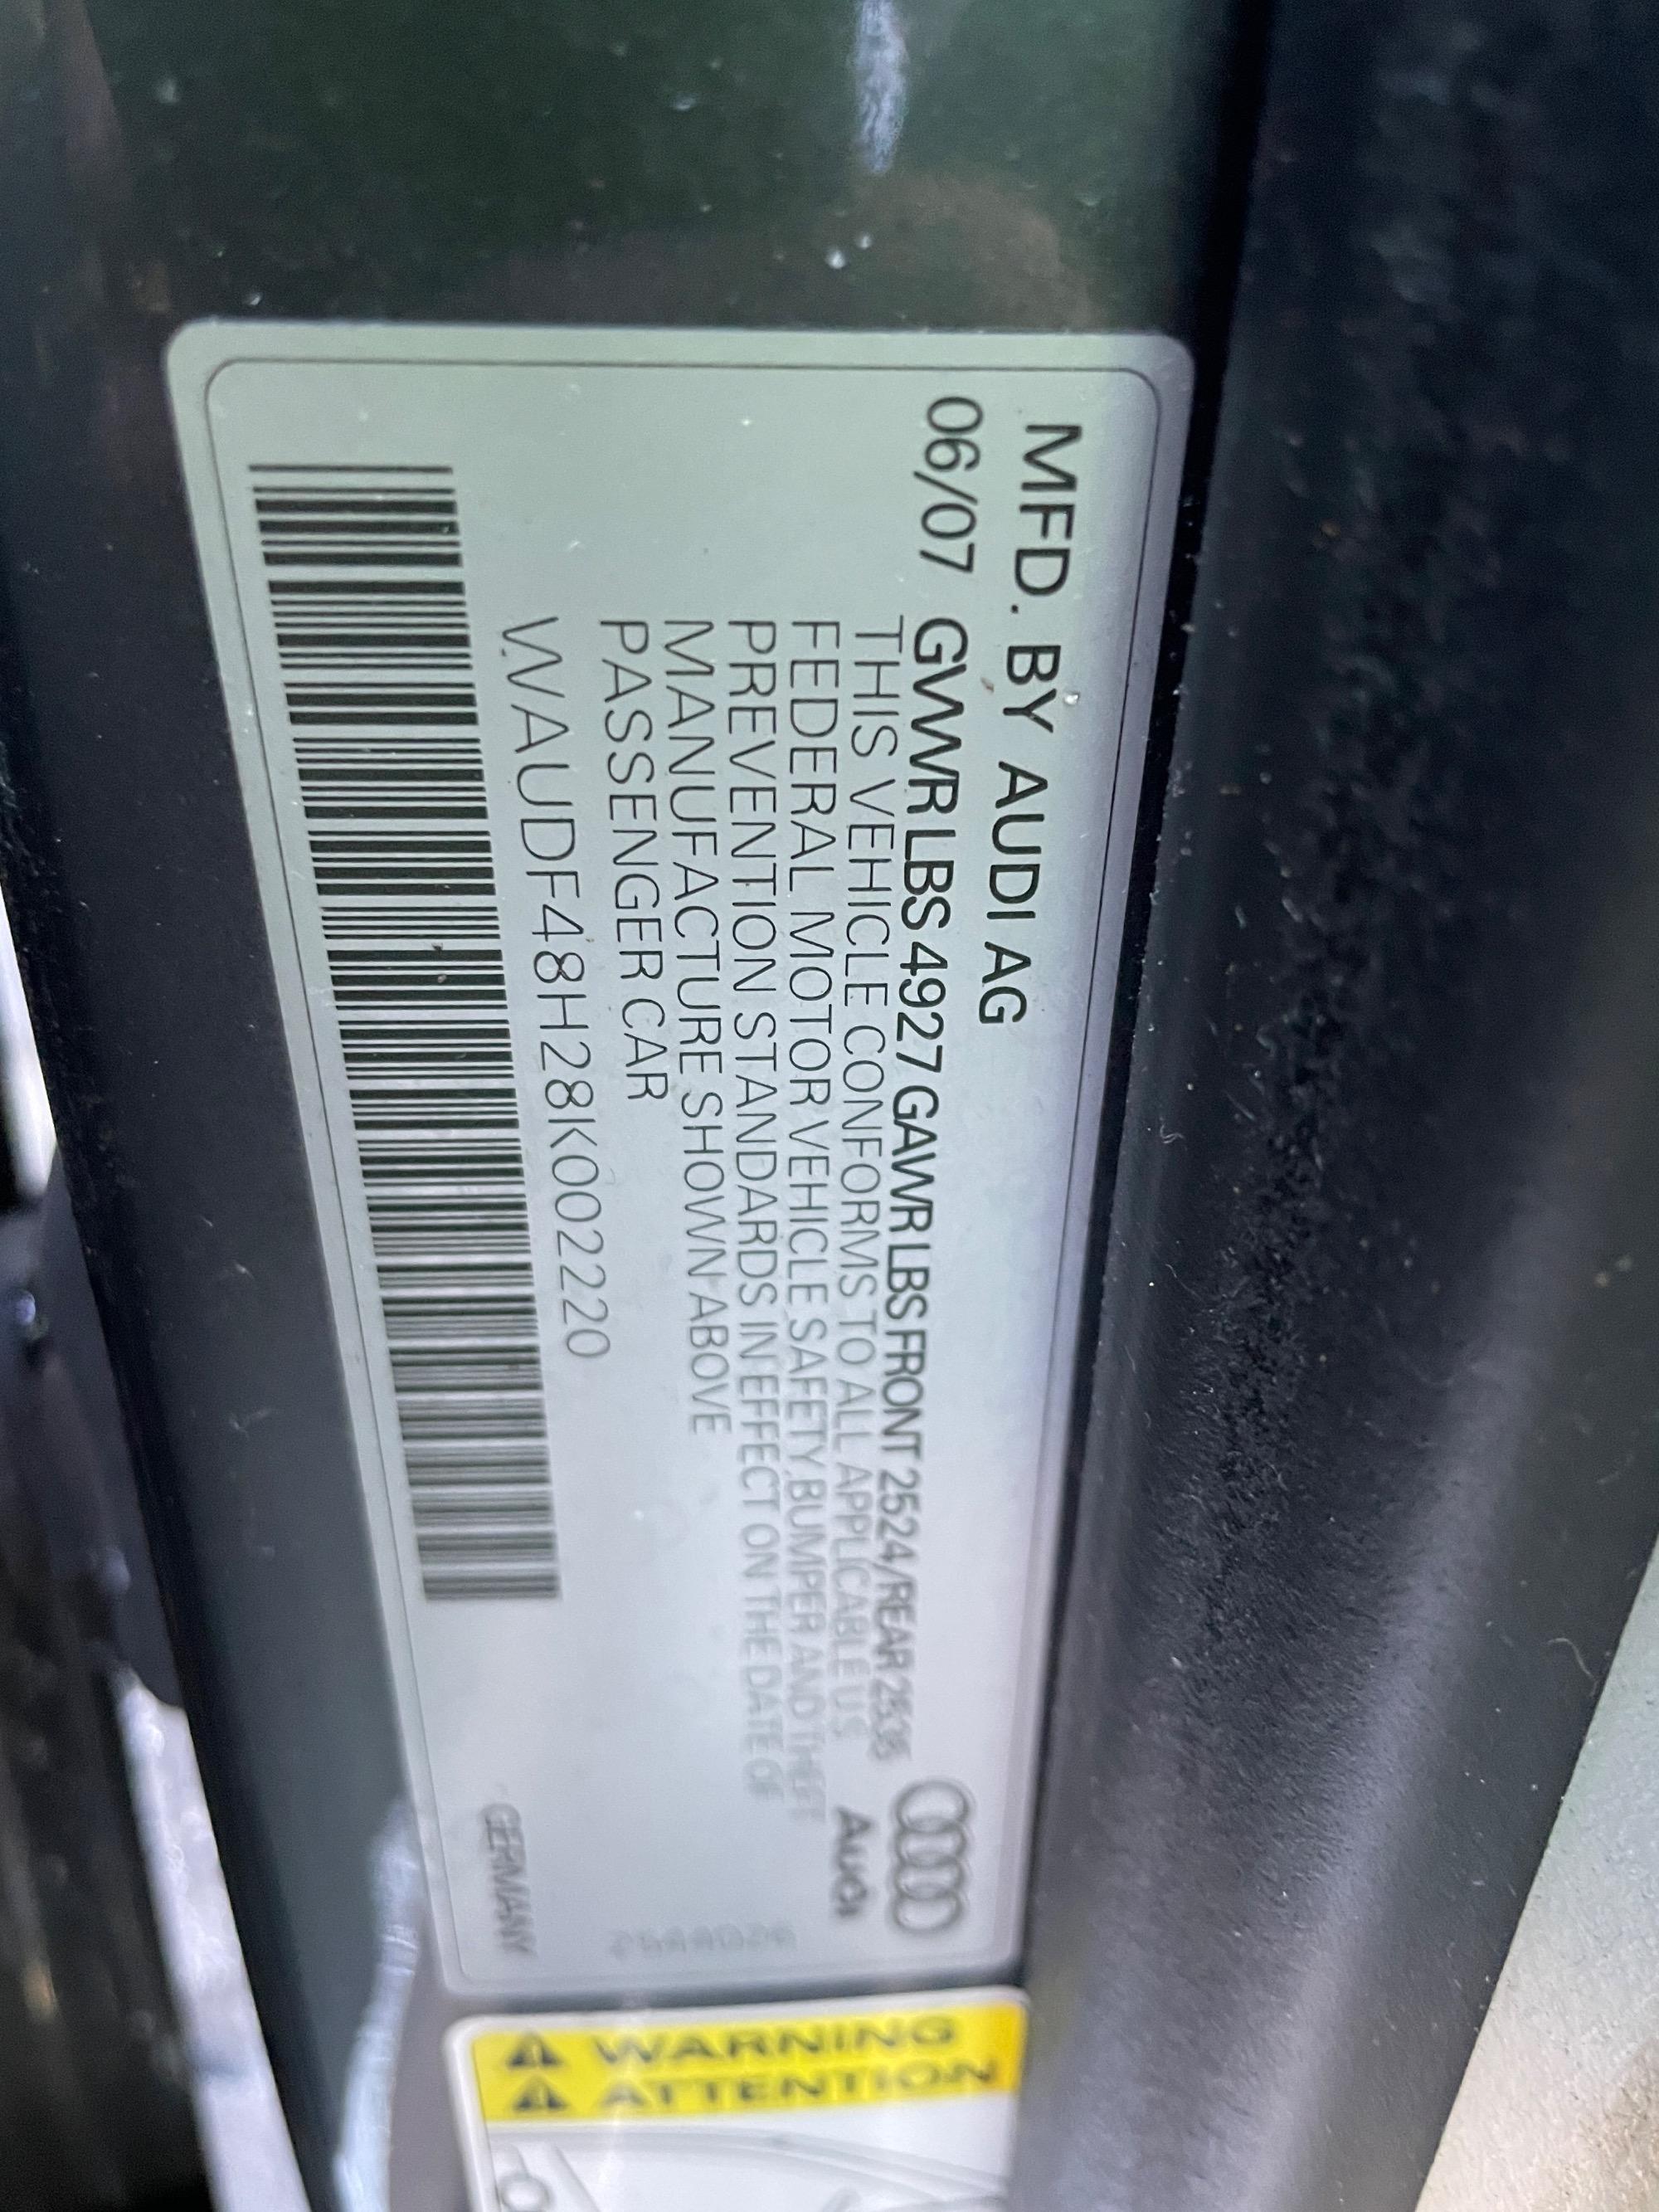 MFD. BY AUDI AG
06/07 GWWR LBS 4927 GAWR LBS FRONT 2524/REAR 2535
THIS VEHICLE CONFORMS TO ALL APPLICABLE U.S.
FEDERAL MOTOR VEHICLE SAFETY,BUMPER AND THEFT
PREVENTION STANDARDS IN EFFECT ON THE DATE OF
MANUFACTURE SHOWN ABOVE
PASSENGER CAR
WAUDF48H28K002220
Audi
GERMANY
WARNING
ATTENTION